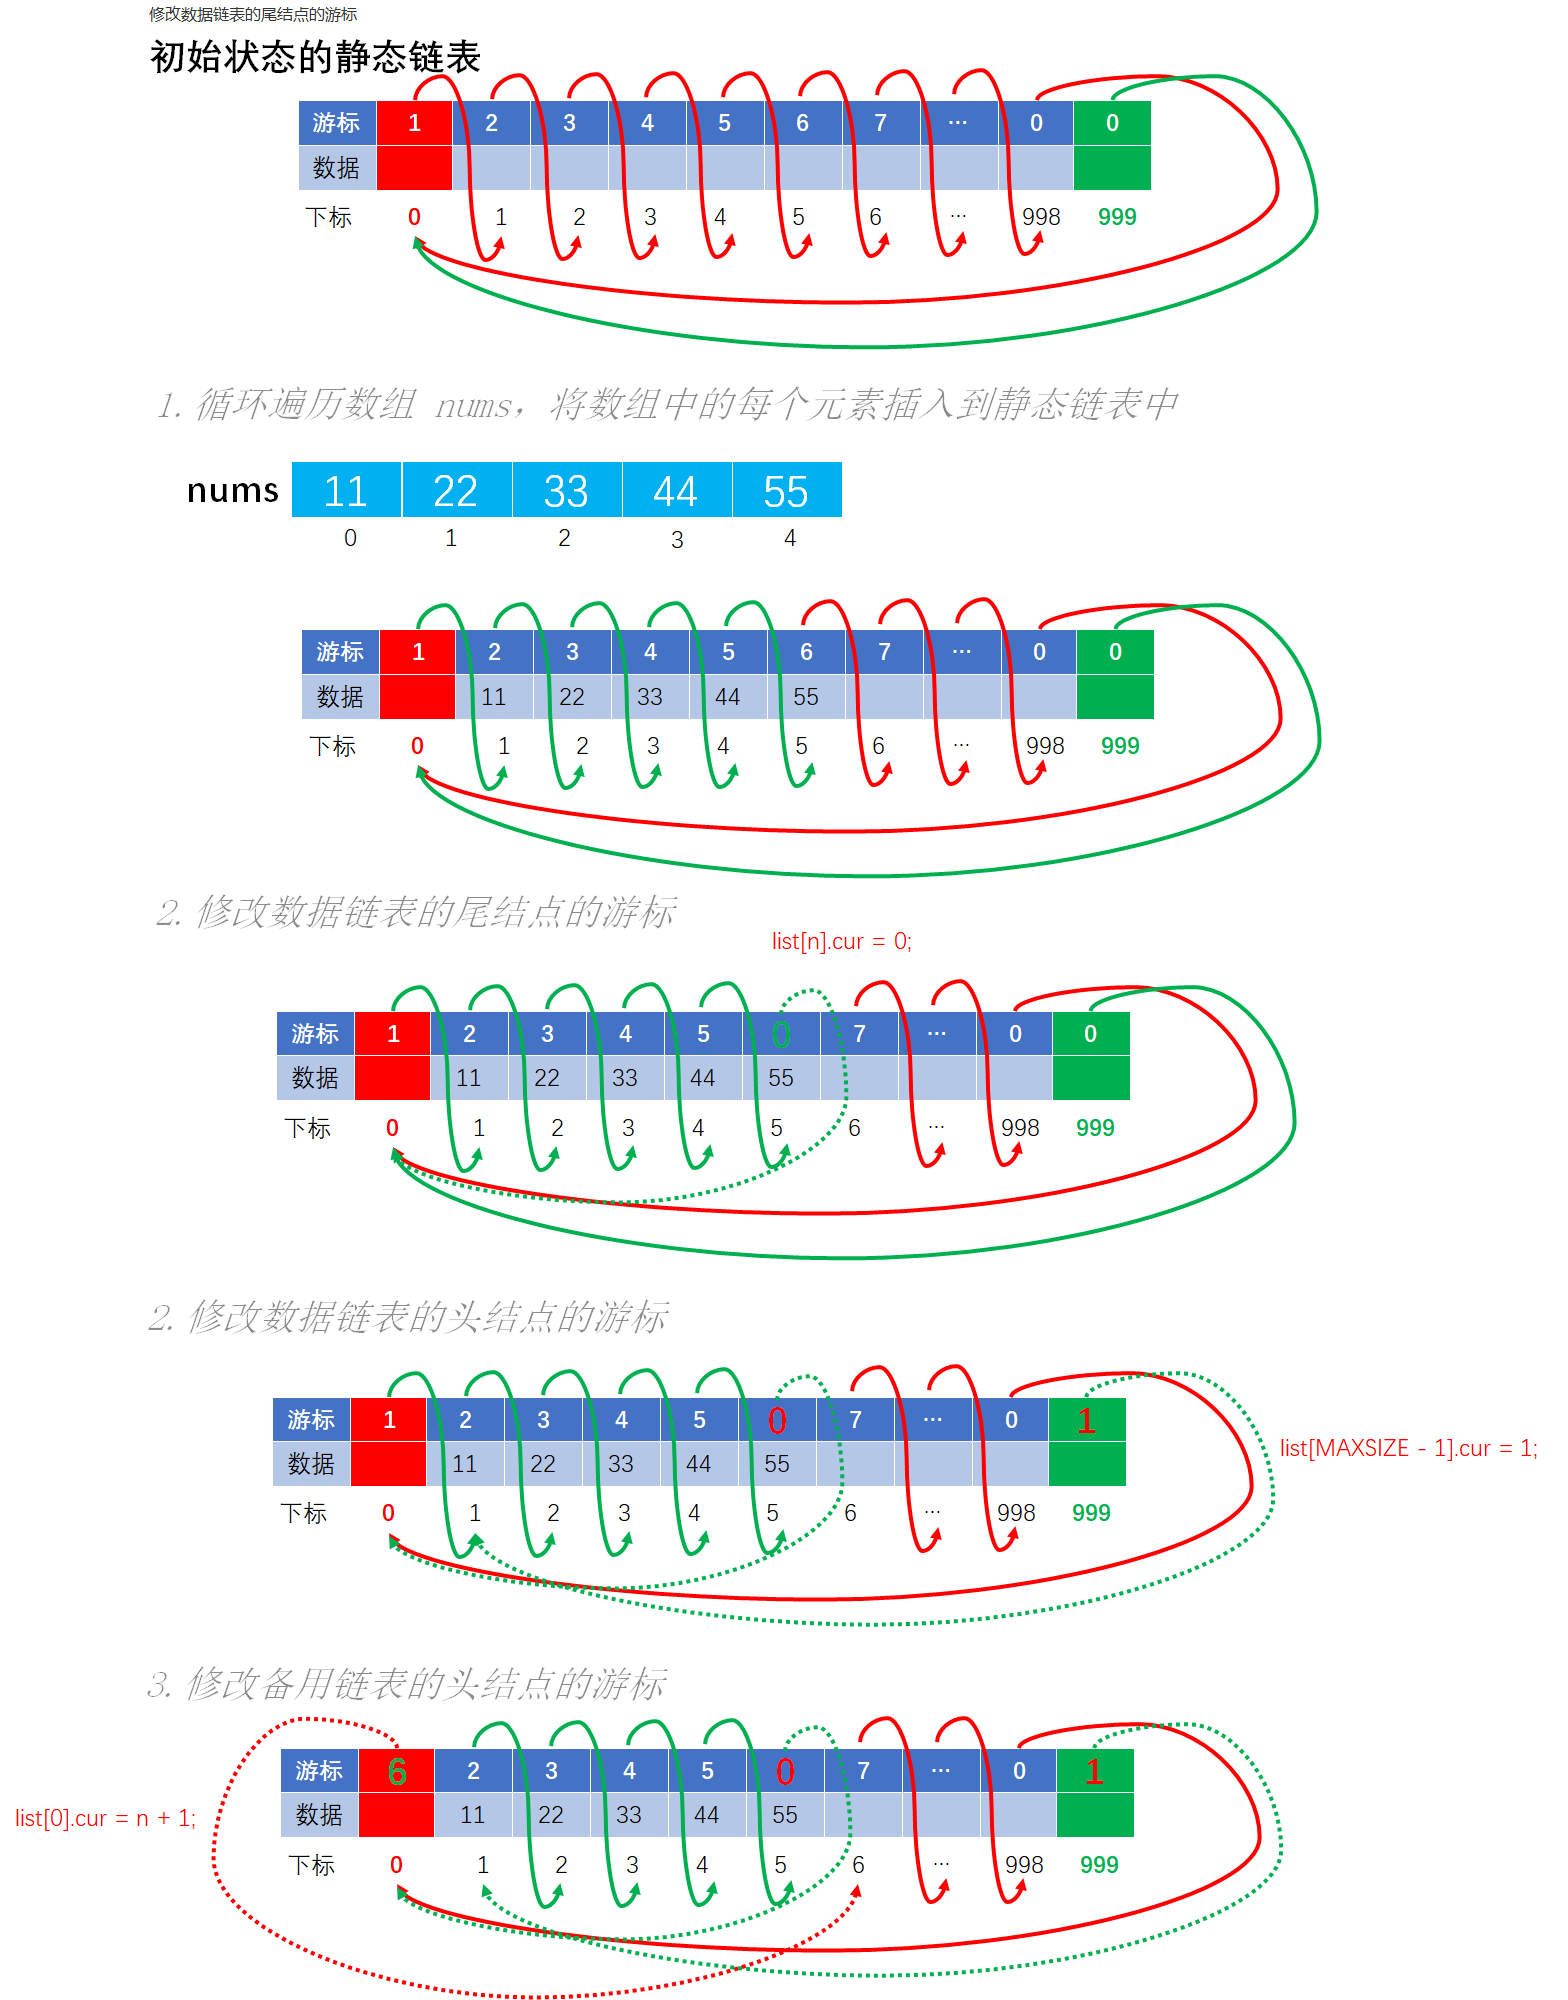 修改数据链表的尾结点的游标
初始状态的静态链表
游标 1 2 3 4 5 6 7 ... 0 0
数据
下标 0 1 2 3 4 5 6 ... 998 999
1. 循环遍历数组 nums，将数组中的每个元素插入到静态链表中
nums 11 22 33 44 55
0 1 2 3 4
游标 1 2 3 4 5 6 7 ... 0 0
数据 11 22 33 44 55
下标 0 1 2 3 4 5 6 ... 998 999
2. 修改数据链表的尾结点的游标
list[n].cur = 0;
游标 1 2 3 4 5 0 7 ... 0 0
数据 11 22 33 44 55
下标 0 1 2 3 4 5 6 ... 998 999
2. 修改数据链表的头结点的游标
游标 1 2 3 4 5 0 7 ... 0 1
list[MAXSIZE - 1].cur = 1;
数据 11 22 33 44 55
下标 0 1 2 3 4 5 6 ... 998 999
3. 修改备用链表的头结点的游标
游标 6 2 3 4 5 0 7 ... 0 1
数据 11 22 33 44 55
list[0].cur = n + 1;
下标 0 1 2 3 4 5 6 ... 998 999